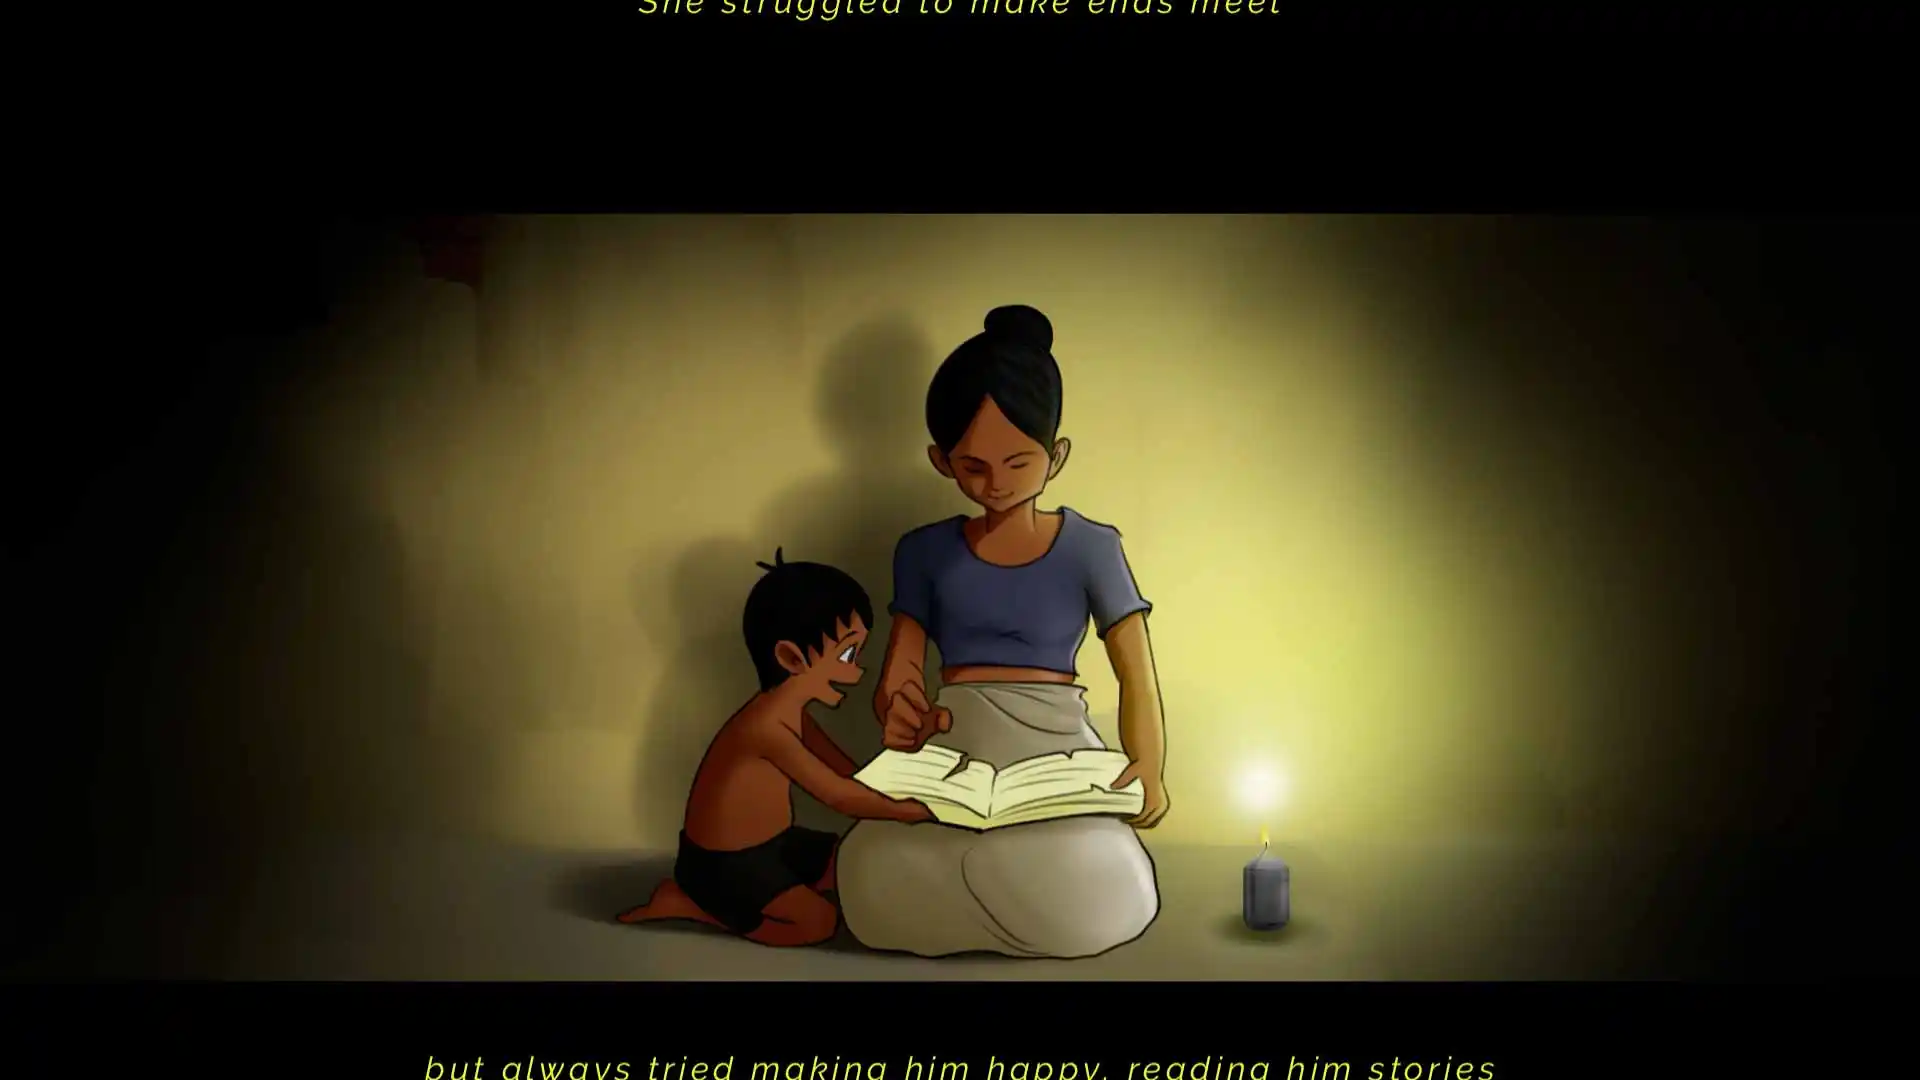 She struggled to make ends meet
but always tried making him happy, reading him stories